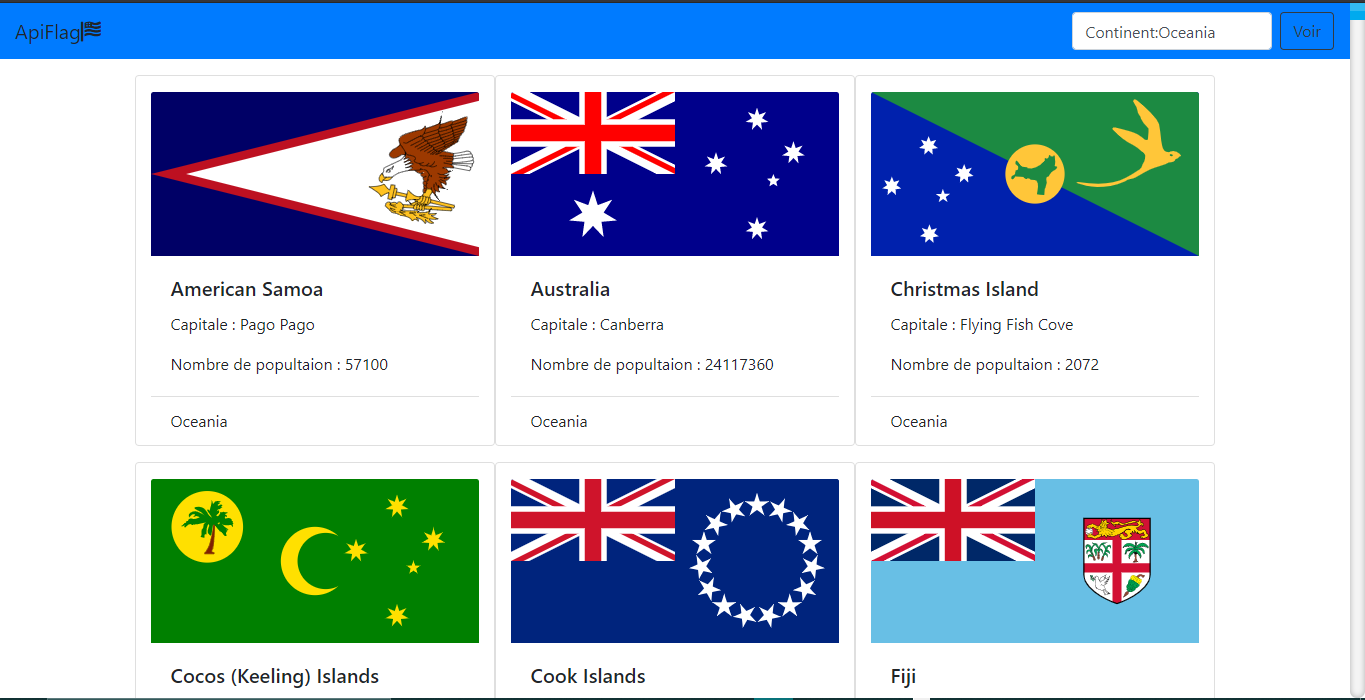 ApiFlag
Continent:Oceania
Voir
American Samoa
Capitale : Pago Pago
Nombre de popultaion : 57100
Oceania
Australia
Capitale : Canberra
Nombre de popultaion : 24117360
Oceania
Christmas Island
Capitale : Flying Fish Cove
Nombre de popultaion : 2072
Oceania
Cocos (Keeling) Islands
Cook Islands
Fiji